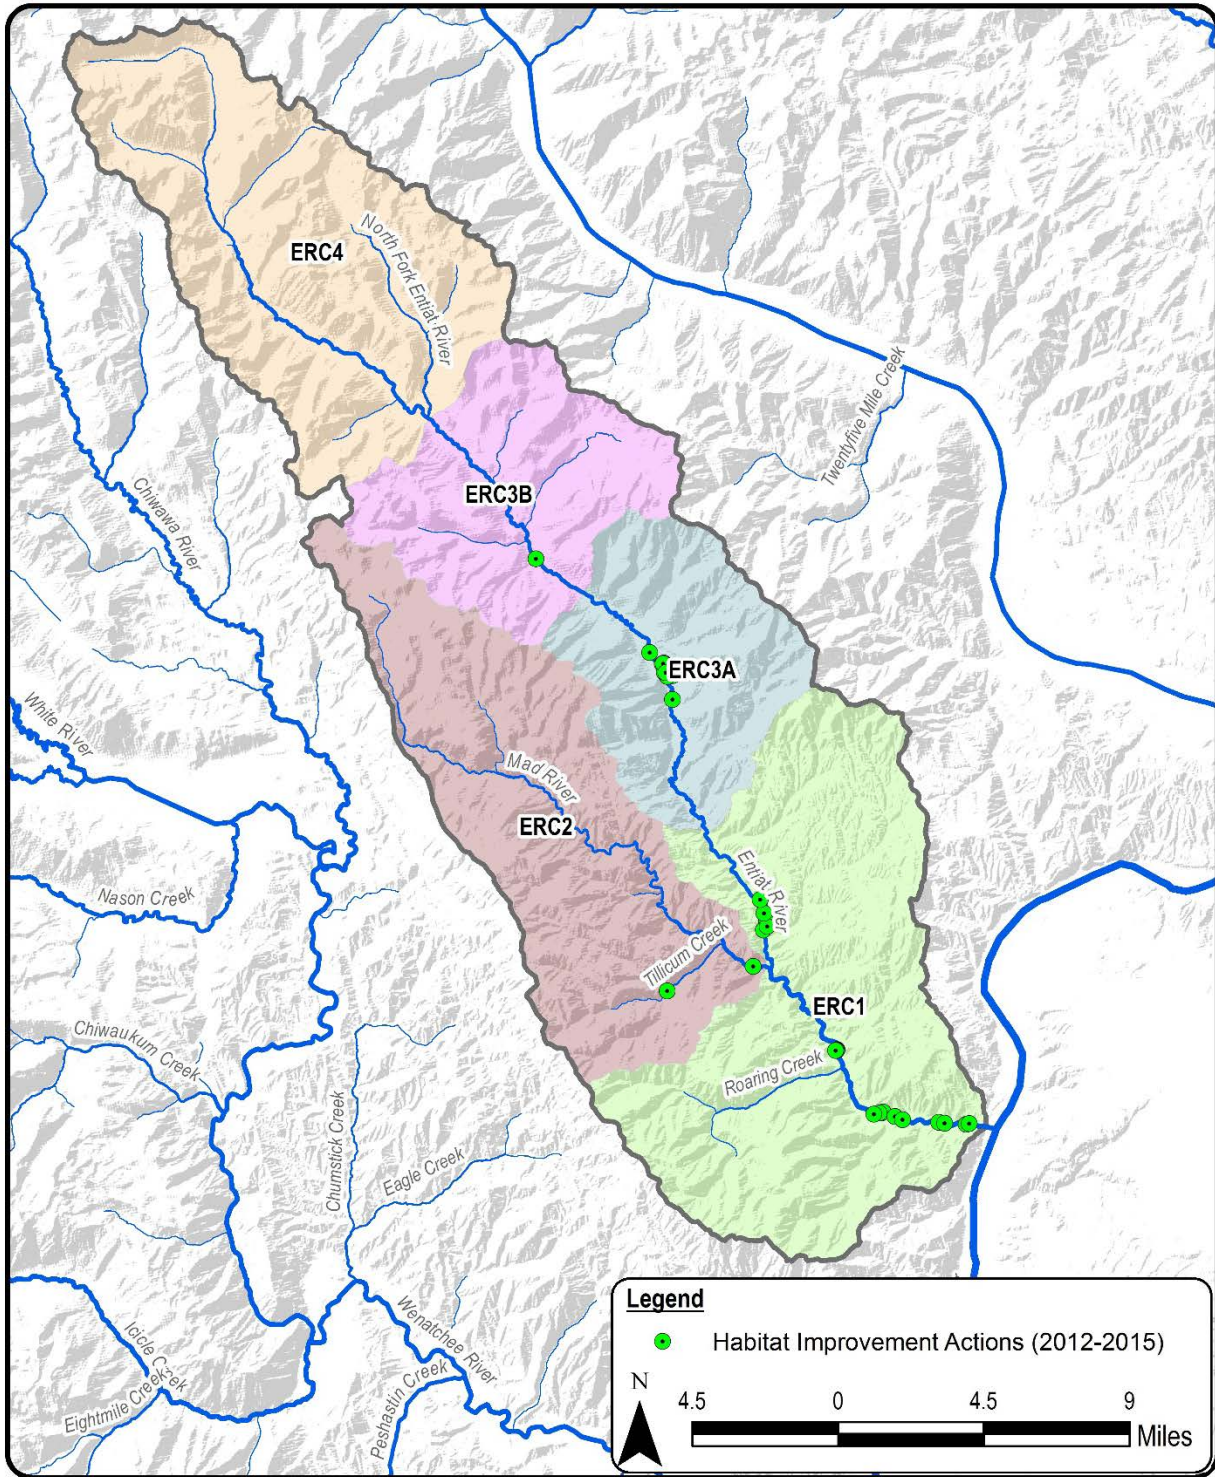 ERC4
North Fork Entiat River
Twentyfive Mile Creek
ERC3B
Chiwawa River
ERC3A
White River
Mad River
ERC2
Entiat River
Nason Creek
Tillicum Creek
ERC1
Chiwaukum Creek
Roaring Creek
Chumstick Creek
Eagle Creek
Legend
Habitat Improvement Actions (2012-2015)
Wenatchee River
Icicle Creek
Eightmile Creek
Peshastin Creek
N
4.5 0 4.5 9
Miles